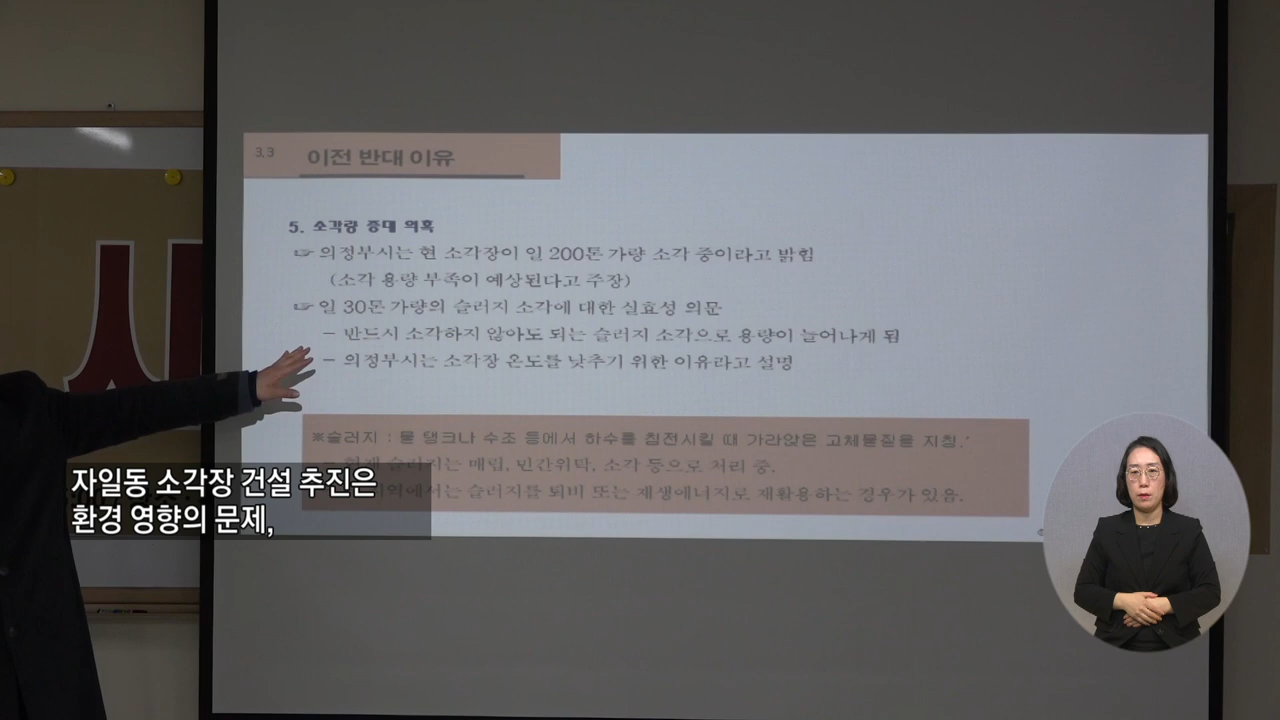 3.3 이전 반대 이유
5. 소각량 증대 의혹
☞ 의정부시는 현 소각장이 일 200톤 가량 소각 중이라고 밝힘
(소각 용량 부족이 예상된다고 주장)
☞ 일 30톤 가량의 슬러지 소각에 대한 실효성 의문
- 반드시 소각하지 않아도 되는 슬러지 소각으로 용량이 늘어나게 됨
- 의정부시는 소각장 온도를 낮추기 위한 이유라고 설명
※슬러지 : 물 탱크나 수조 등에서 하수를 침전시킬 때 가라앉은 고체물질을 지칭.
슬러지는 매립, 민간위탁, 소각 등으로 처리 중.
슬러지를 퇴비 또는 재생에너지로 재활용하는 경우가 있음.
자일동 소각장 건설 추진은
환경 영향의 문제,